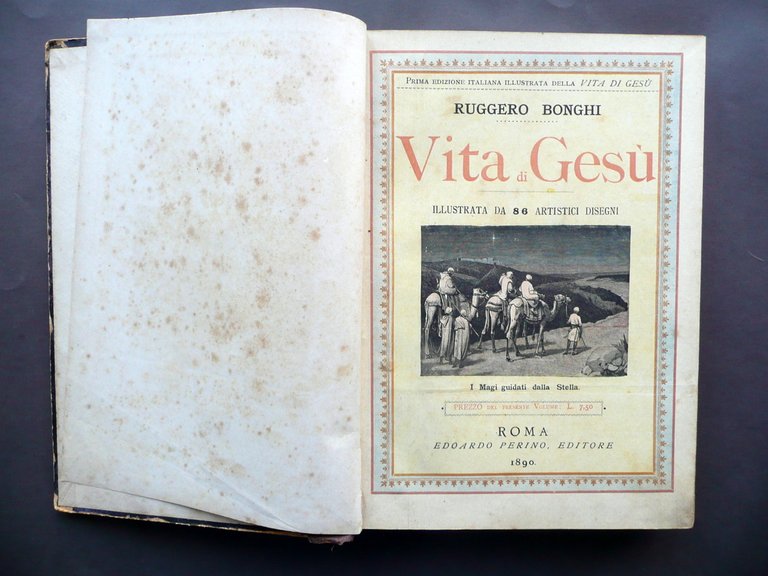 PRIMA EDIZIONE ITALIANA ILLUSTRATA DELLA VITA DI GESÙ
RUGGERO BONGHI
Vita di Gesù
ILLUSTRATA DA 86 ARTISTICI DISEGNI
I Magi guidati dalla Stella.
PREZZO DEL PRESENTE VOLUME: L. 7,50
ROMA
EDOARDO PERINO, EDITORE
1890.